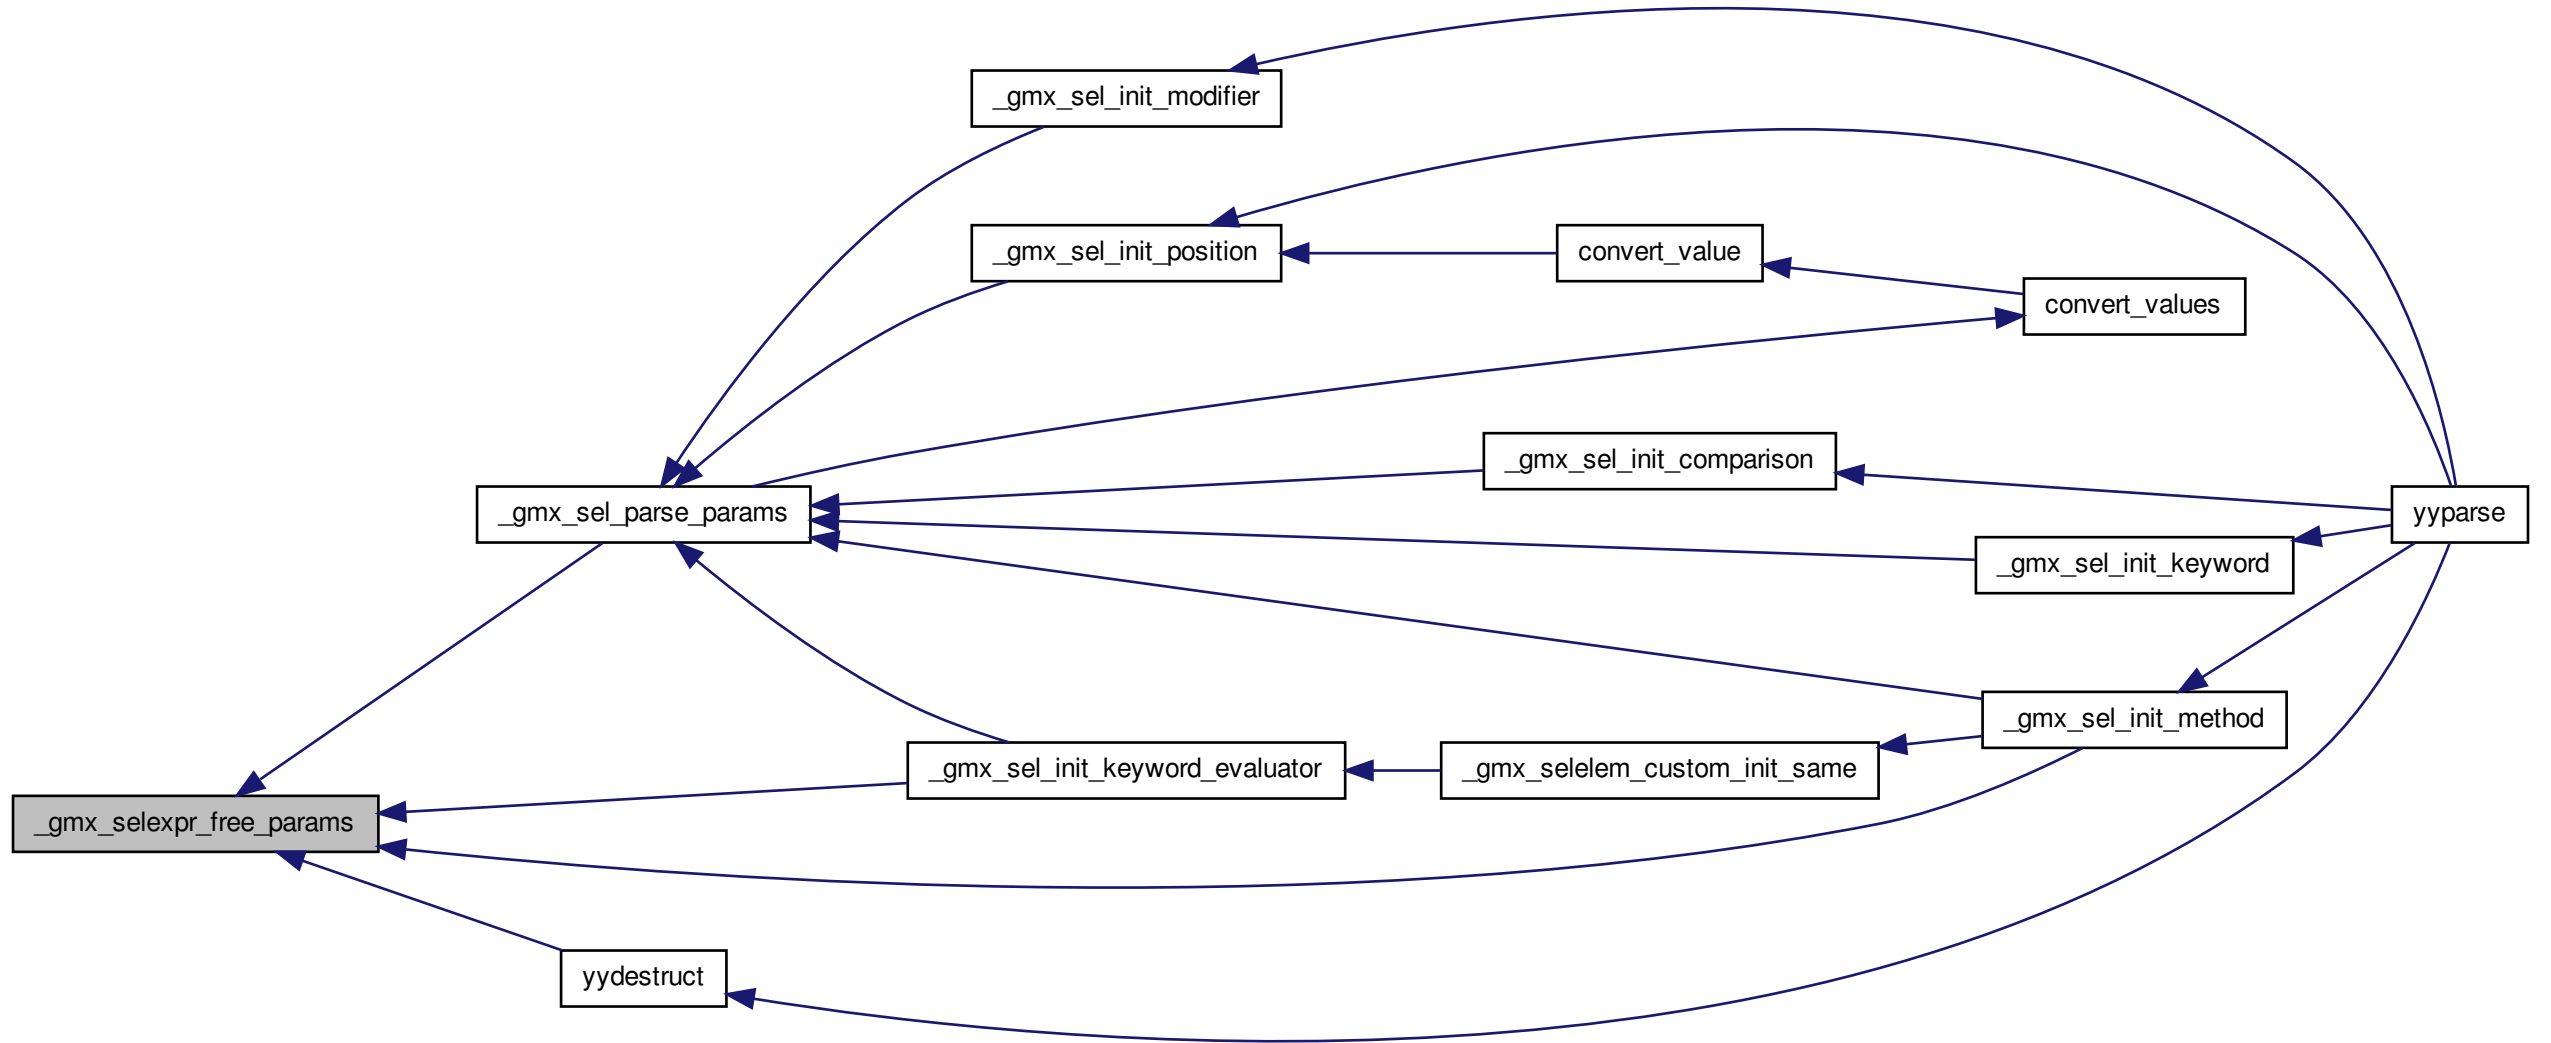 _gmx_sel_init_modifier
_gmx_sel_init_position
convert_value
convert_values
_gmx_sel_init_comparison
_gmx_sel_parse_params
yyparse
_gmx_sel_init_keyword
_gmx_sel_init_method
_gmx_sel_init_keyword_evaluator
_gmx_selelem_custom_init_same
_gmx_selexpr_free_params
yydestruct